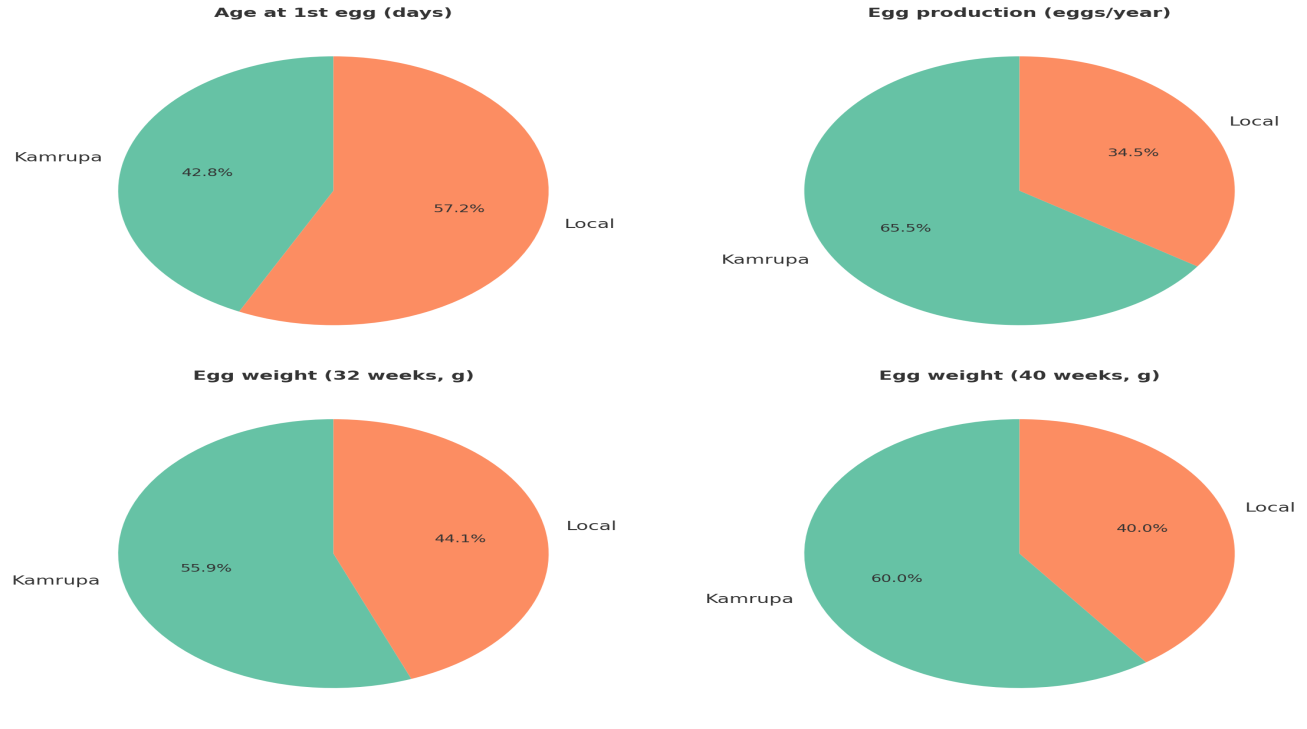 Age at 1st egg (days)
Kamrupa
42.8%
57.2%
Local
Egg production (eggs/year)
Local
34.5%
65.5%
Kamrupa
Egg weight (32 weeks, g)
Local
44.1%
55.9%
Kamrupa
Egg weight (40 weeks, g)
Local
40.0%
60.0%
Kamrupa